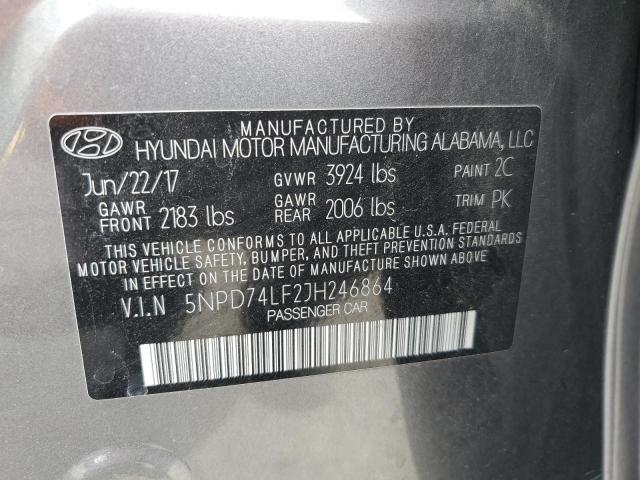 MANUFACTURED BY
HYUNDAI MOTOR MANUFACTURING ALABAMA, LLC
Jun/22/17 GVWR 3924 lbs PAINT 2C
GAWR FRONT 2183 lbs GAWR REAR 2006 lbs TRIM PK
THIS VEHICLE CONFORMS TO ALL APPLICABLE U.S.A. FEDERAL
MOTOR VEHICLE SAFETY, BUMPER, AND THEFT PREVENTION STANDARDS
IN EFFECT ON THE DATE OF MANUFACTURE SHOWN ABOVE
V.I.N 5NPD74LF2JH246864
PASSENGER CAR